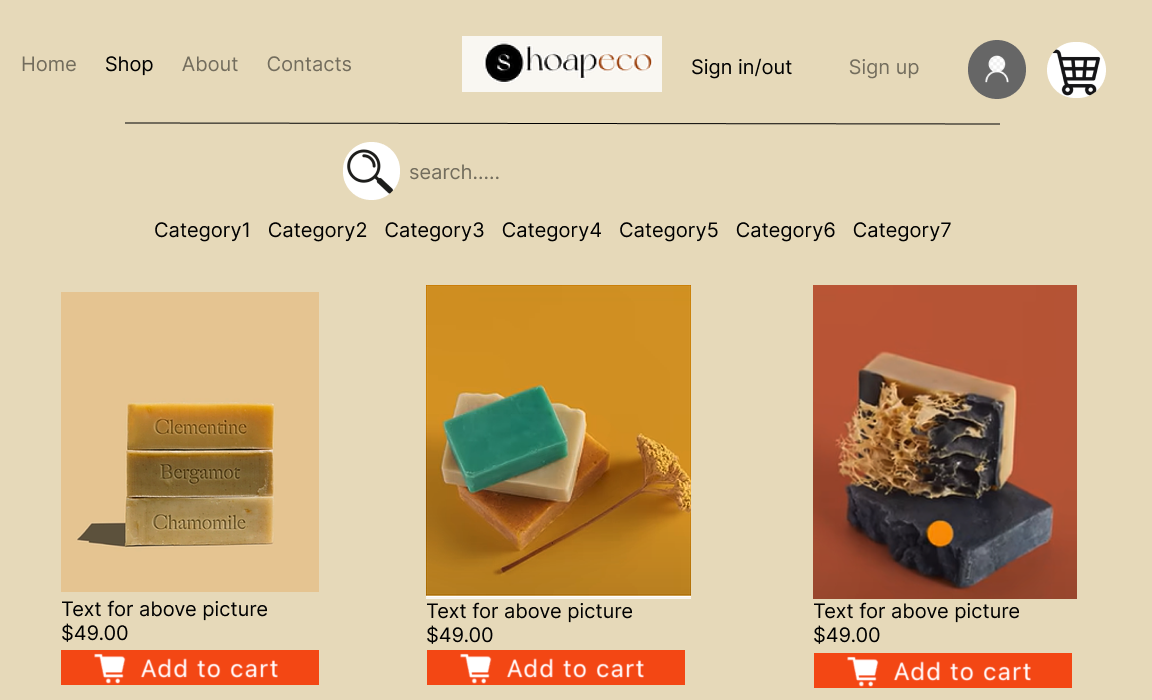 Home Shop About Contacts
shoapeco
Sign in/out Sign up
search.....
Category1 Category2 Category3 Category4 Category5 Category6 Category7
Clementine
Bergamot
Chamomile
Text for above picture
$49.00
Add to cart
Text for above picture
$49.00
Add to cart
Text for above picture
$49.00
Add to cart